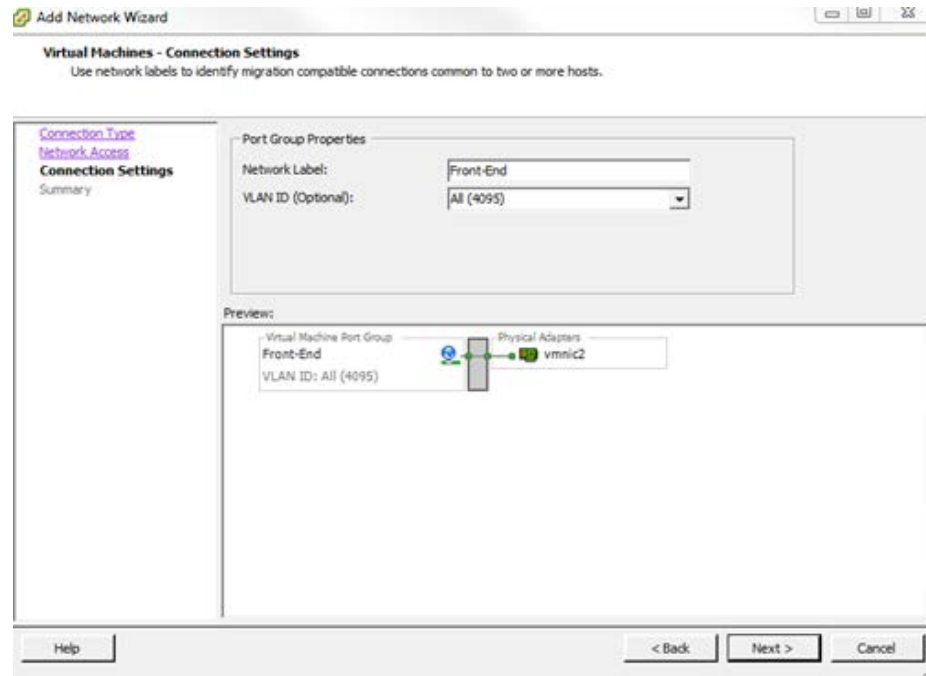 Add Network Wizard
Virtual Machines - Connection Settings
Use network labels to identify migration compatible connections common to two or more hosts.
Connection Type
Network Access
Connection Settings
Summary
Port Group Properties
Network Label:
Front-End
VLAN ID (Optional):
All (4095)
Preview:
Virtual Machine Port Group
Front-End
VLAN ID: All (4095)
Physical Adapters
vmnic2
Help
< Back
Next >
Cancel